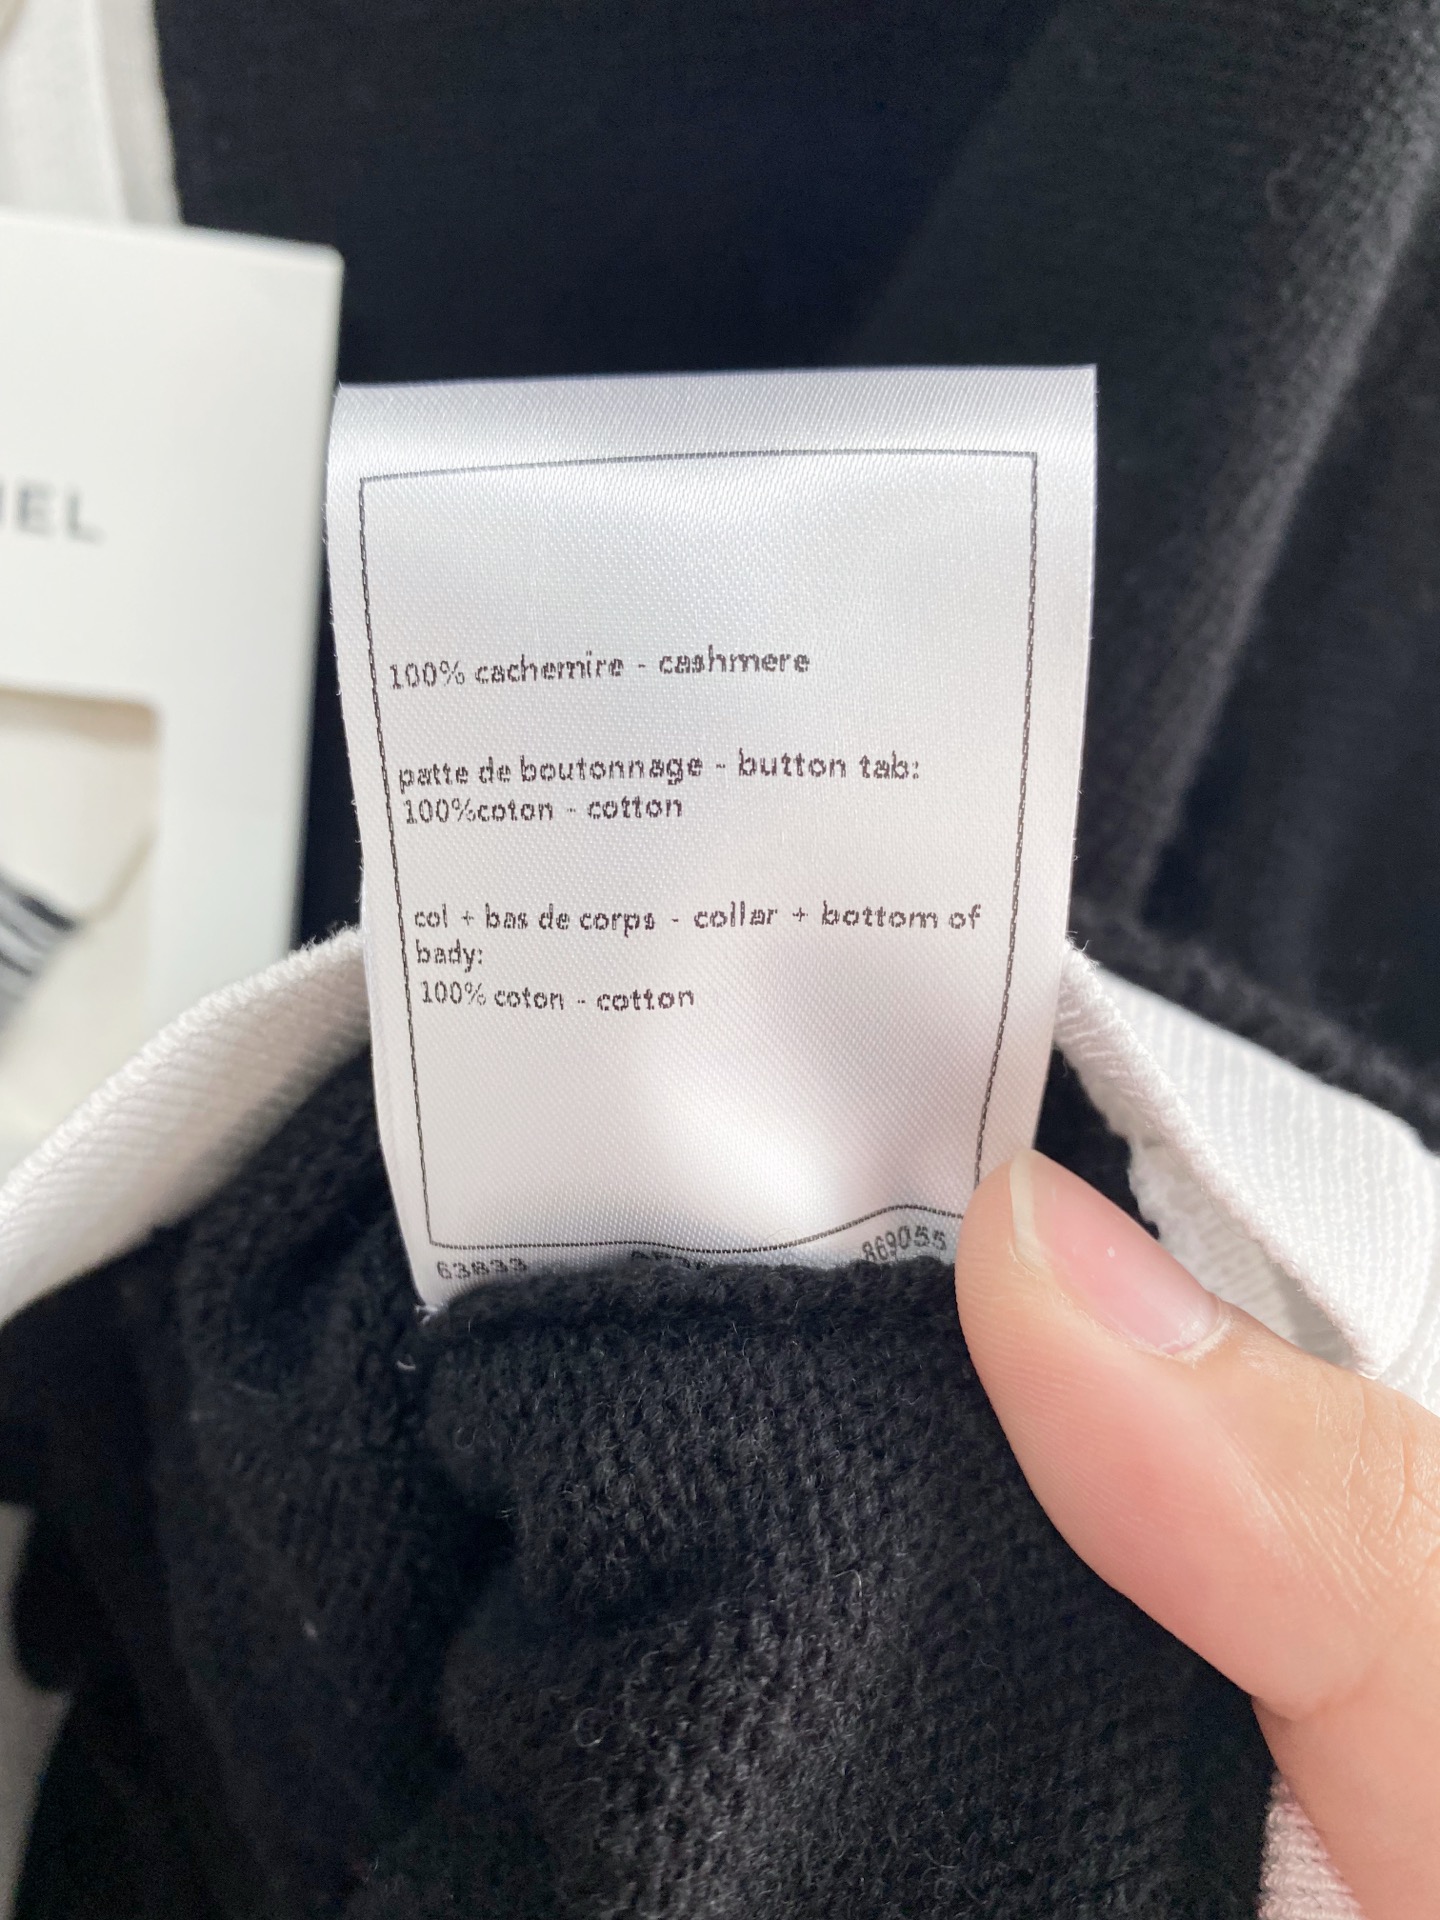 HEL
100% cachemire - cashmere
patte de boutonnage - button tab:
100%coton - cotton
col + bas de corps - collar + bottom of
bady:
100% coton - cotton
63833 869055